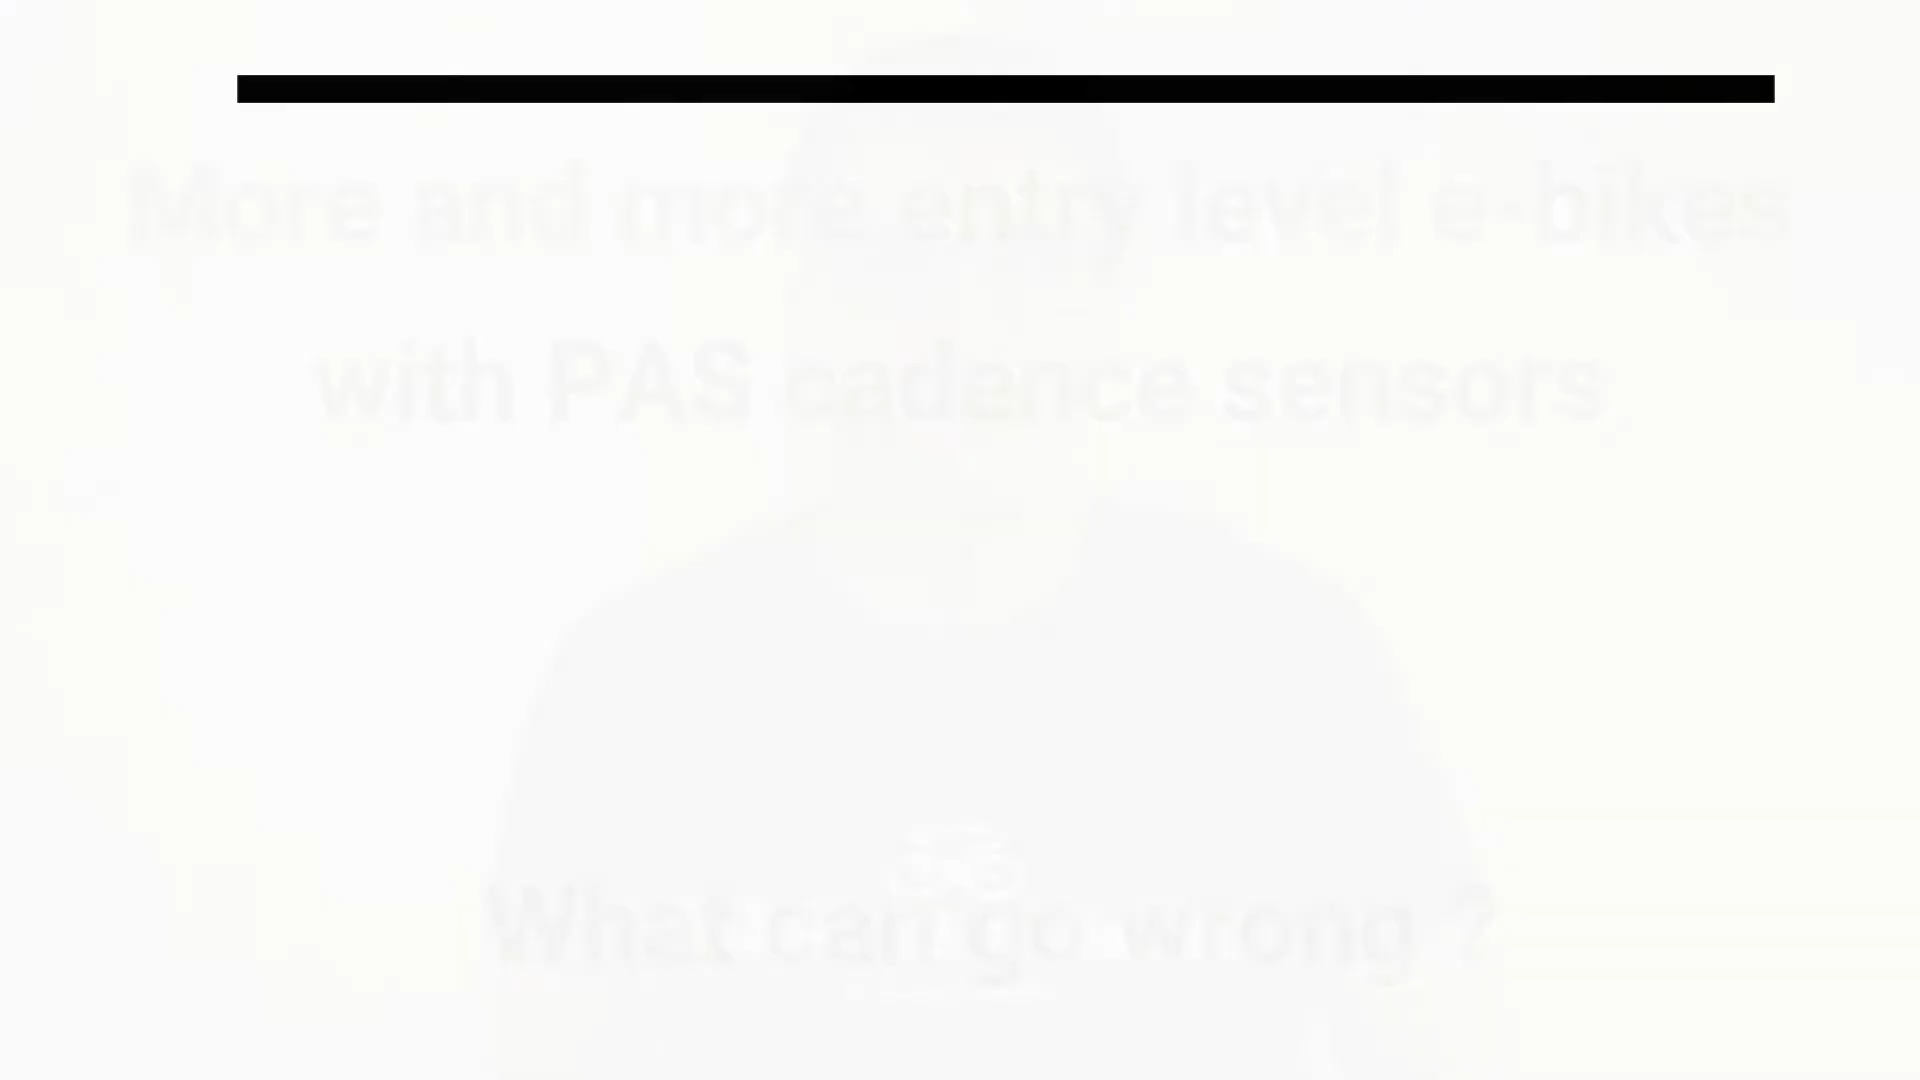 More and more entry level e-bikes
with PAS cadence sensors
What can go wrong ?